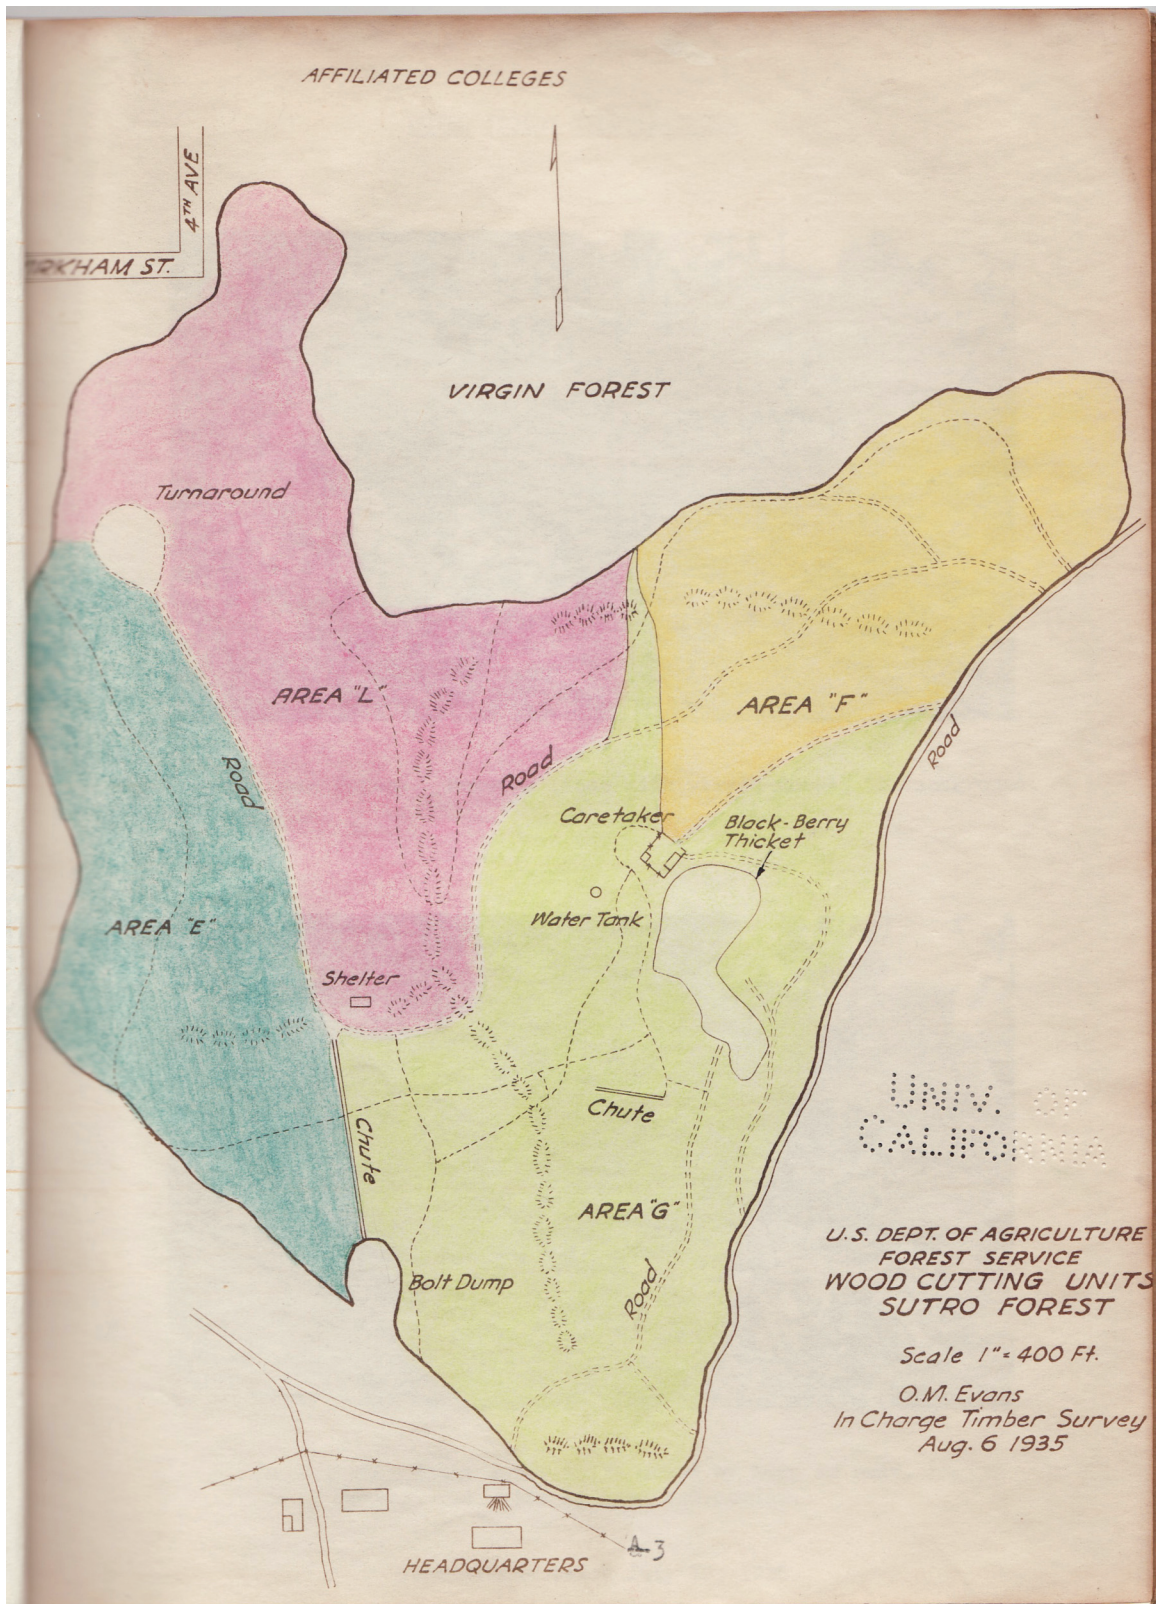 AFFILIATED COLLEGES
4TH AVE
RKHAM ST.
VIRGIN FOREST
Turnaround
AREA "L"
AREA "F"
Road
Road
Road
Caretaker
Black-Berry
Thicket
AREA "E"
Water Tank
Shelter
Chute
Chute
UNIV. OF
CALIFORNIA
AREA "G"
Bolt Dump
Road
U.S. DEPT. OF AGRICULTURE
FOREST SERVICE
WOOD CUTTING UNITS
SUTRO FOREST
Scale 1" = 400 Ft.
O.M. Evans
In Charge Timber Survey
Aug. 6 1935
3
HEADQUARTERS